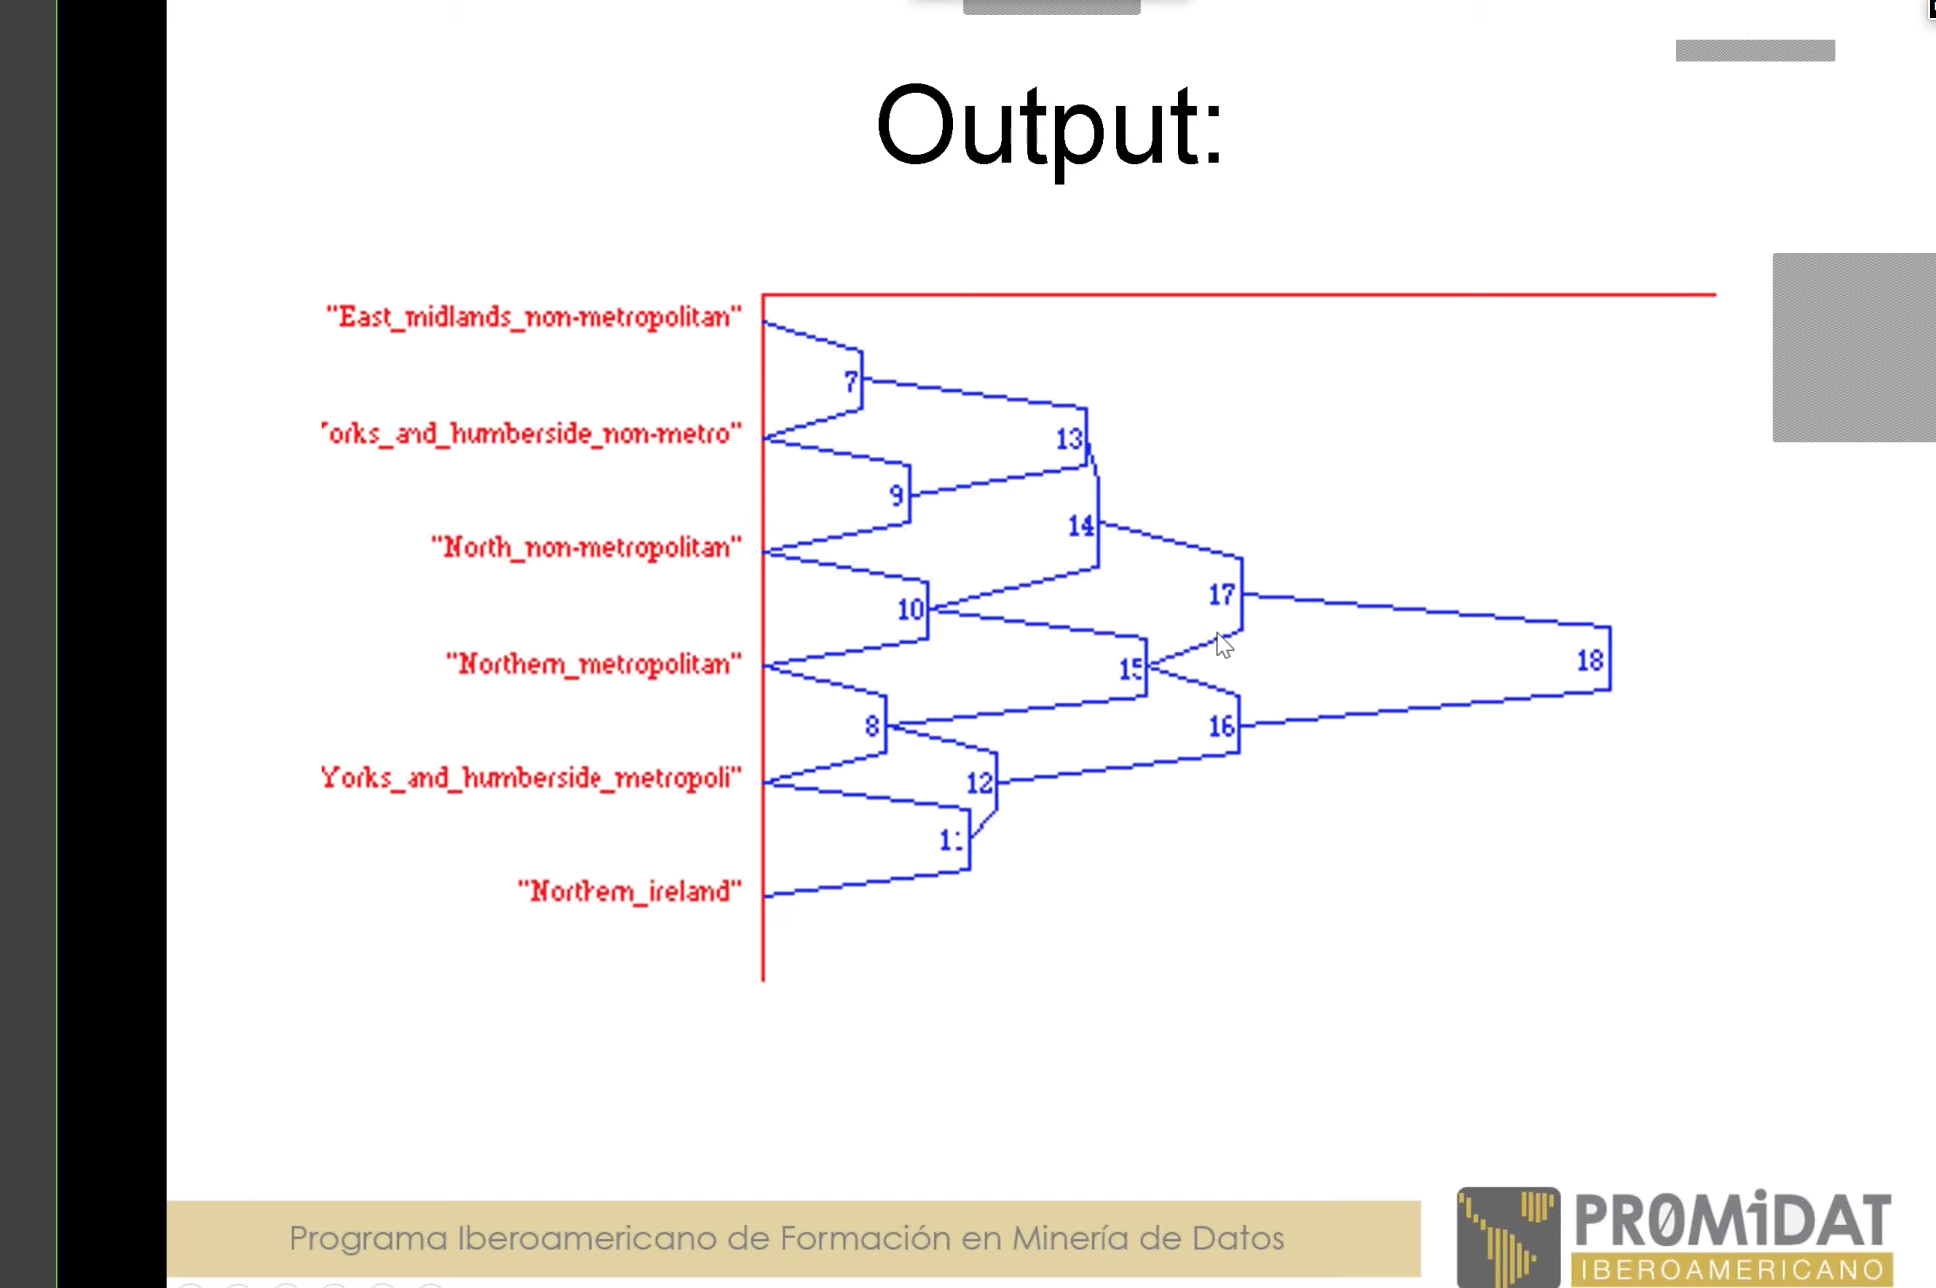 Output:
"East_midlands_non-metropolitan"
7
orks_and_humberside_non-metro"
13
9
"North_non-metropolitan"
14
17
10
"Northern_metropolitan"
15
18
8
16
Yorks_and_humberside_metropoli"
12
"Northern_ireland"
Programa Iberoamericano de Formación en Minería de Datos
PR0MiDAT
IBEROAMERICANO